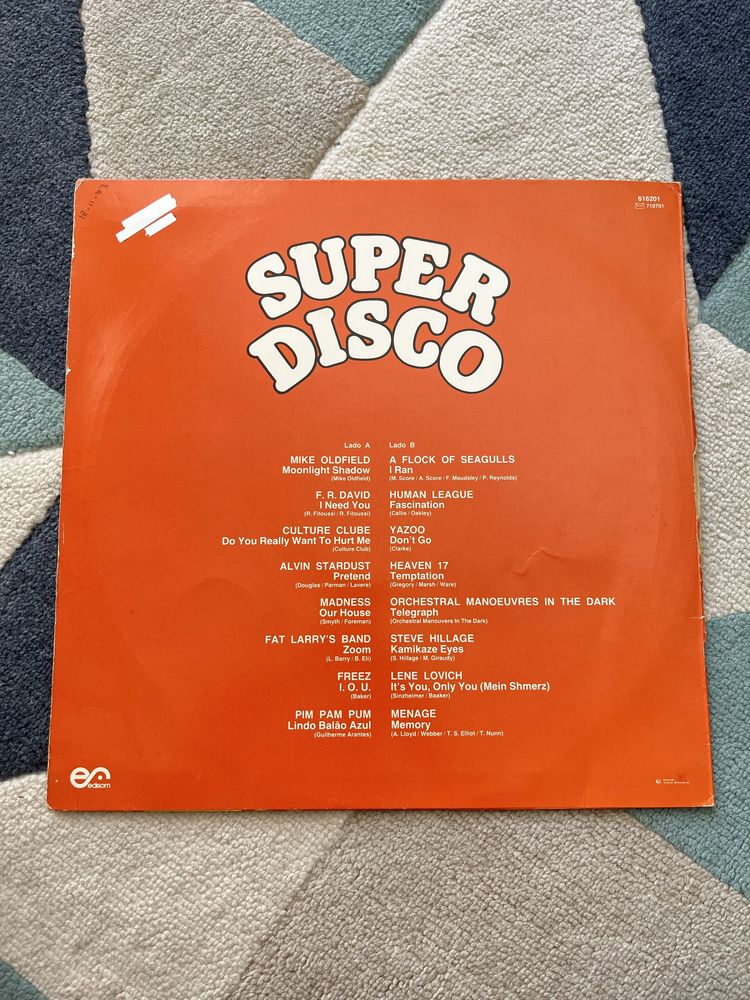 18-11-83
616201
710701
SUPER
DISCO
Lado A
MIKE OLDFIELD
Moonlight Shadow
(Mike Oldfield)
F. R. DAVID
I Need You
(R. Fitoussi / R. Fitoussi)
CULTURE CLUBE
Do You Really Want To Hurt Me
(Culture Club)
ALVIN STARDUST
Pretend
(Douglas / Parman / Lavere)
MADNESS
Our House
(Smyth / Foreman)
FAT LARRY'S BAND
Zoom
(L. Barry / B. Eli)
FREEZ
I. O. U.
(Baker)
PIM PAM PUM
Lindo Balão Azul
(Guilherme Arantes)
Lado B
A FLOCK OF SEAGULLS
I Ran
(M. Score / A. Score / F. Maudsley / P. Reynolds)
HUMAN LEAGUE
Fascination
(Callis / Oakley)
YAZOO
Don't Go
(Clarke)
HEAVEN 17
Temptation
(Gregory / Marsh / Ware)
ORCHESTRAL MANOEUVRES IN THE DARK
Telegraph
(Orchestral Manouvers In The Dark)
STEVE HILLAGE
Kamikaze Eyes
(S. Hillage / M. Giraudy)
LENE LOVICH
It's You, Only You (Mein Shmerz)
(Sinzheimer / Baaker)
MENAGE
Memory
(A. Lloyd / Webber / T. S. Elliot / T. Nunn)
edisom